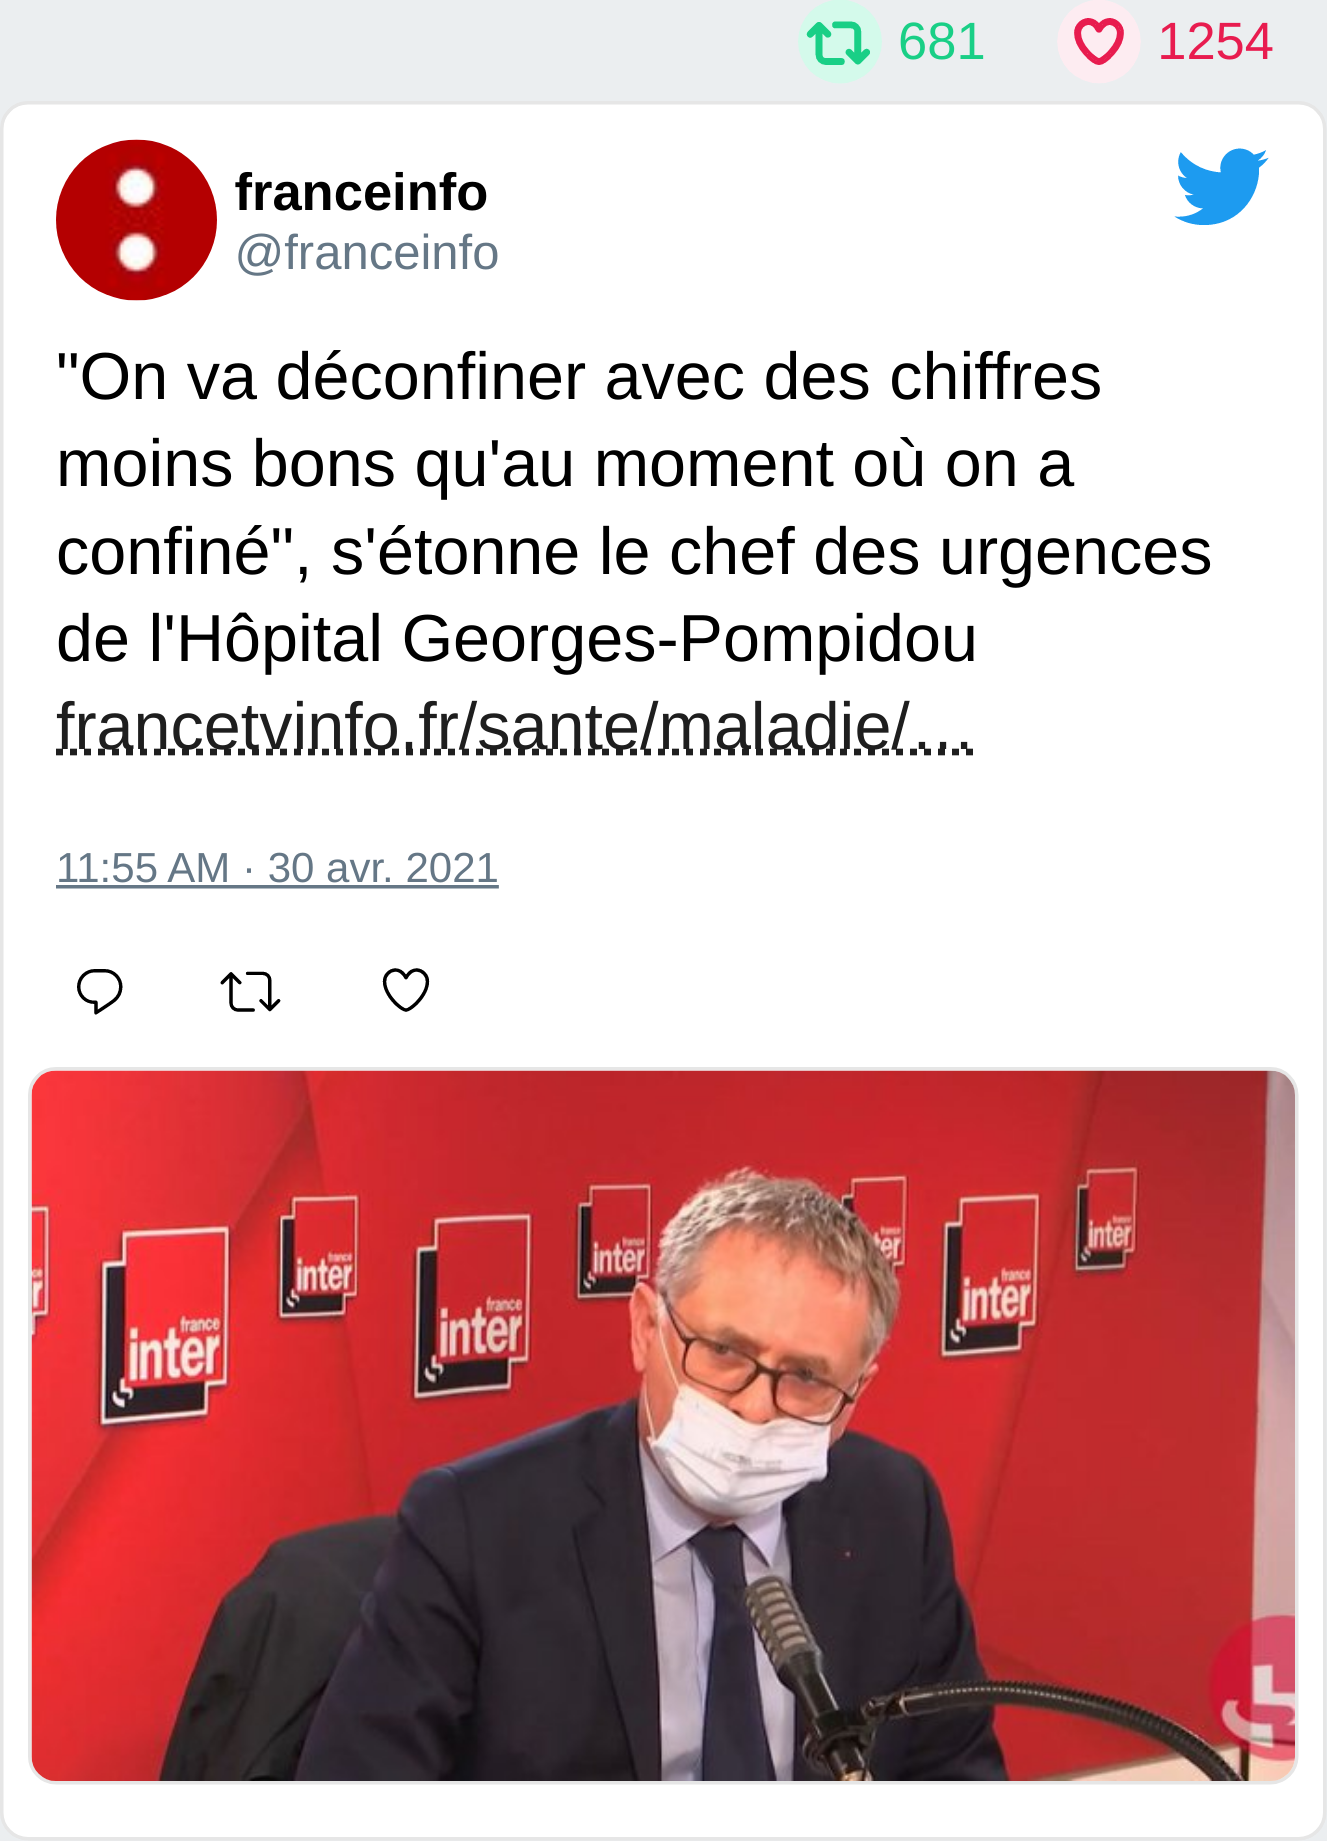 681 1254
franceinfo
@franceinfo
"On va déconfiner avec des chiffres
moins bons qu'au moment où on a
confiné", s'étonne le chef des urgences
de l'Hôpital Georges-Pompidou
francetvinfo.fr/sante/maladie/...
11:55 AM · 30 avr. 2021
france
inter
france
inter
france
inter
france
inter
france
inter
france
inter